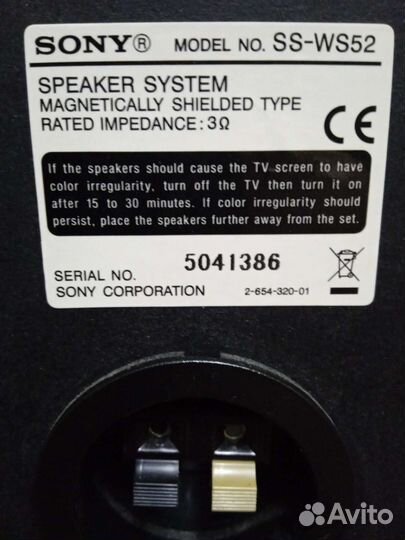 SONY® MODEL NO. SS-WS52
SPEAKER SYSTEM
MAGNETICALLY SHIELDED TYPE
RATED IMPEDANCE: 3Ω
CE
If the speakers should cause the TV screen to have
color irregularity, turn off the TV then turn it on
after 15 to 30 minutes. If color irregularity should
persist, place the speakers further away from the set.
SERIAL NO. 5041386
SONY CORPORATION 2-654-320-01
Avito